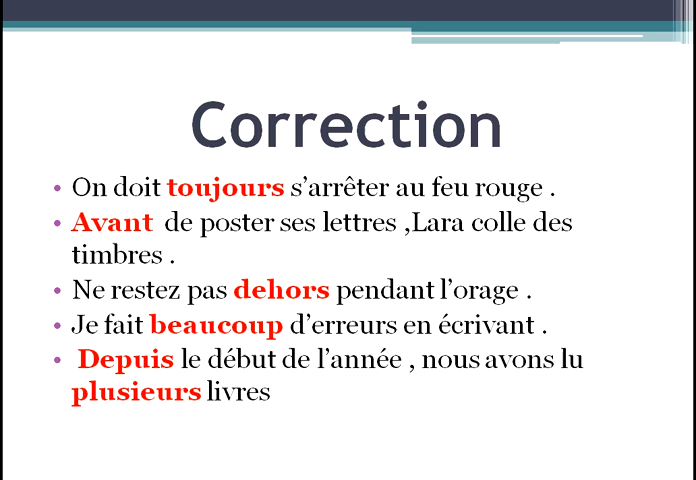 Correction
• On doit toujours s’arrêter au feu rouge .
• Avant de poster ses lettres ,Lara colle des
timbres .
• Ne restez pas dehors pendant l’orage .
• Je fait beaucoup d’erreurs en écrivant .
• Depuis le début de l’année , nous avons lu
plusieurs livres